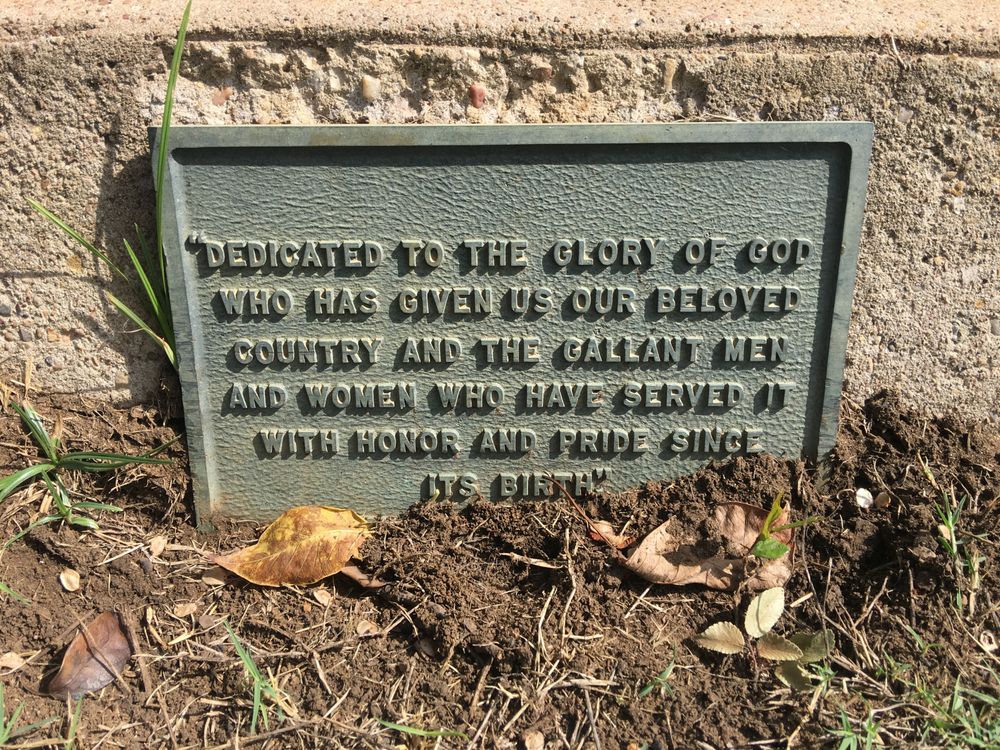 "DEDICATED TO THE GLORY OF GOD
WHO HAS GIVEN US OUR BELOVED
COUNTRY AND THE GALLANT MEN
AND WOMEN WHO HAVE SERVED IT
WITH HONOR AND PRIDE SINCE
ITS BIRTH"